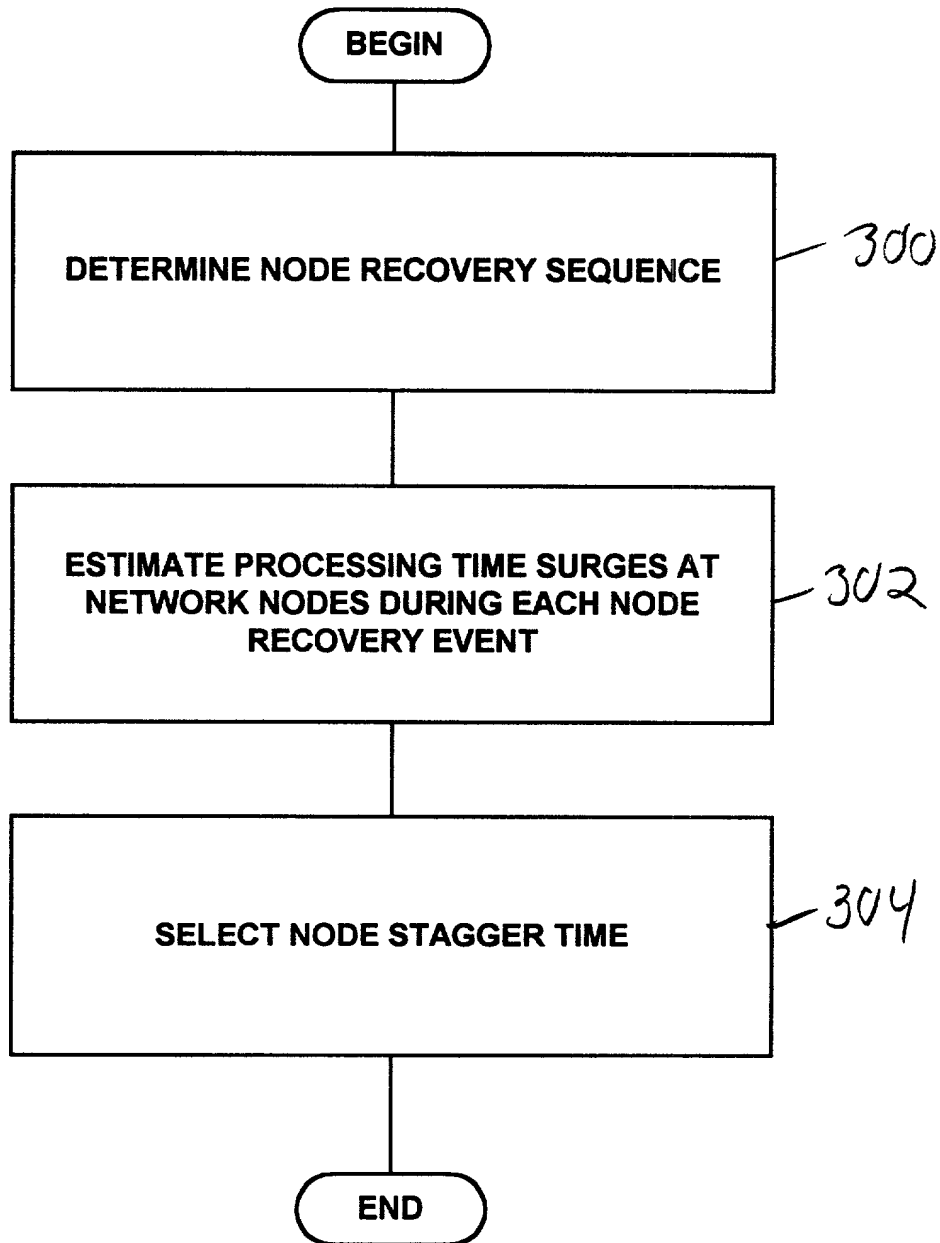 BEGIN
DETERMINE NODE RECOVERY SEQUENCE
300
ESTIMATE PROCESSING TIME SURGES AT
NETWORK NODES DURING EACH NODE
RECOVERY EVENT
302
SELECT NODE STAGGER TIME
304
END